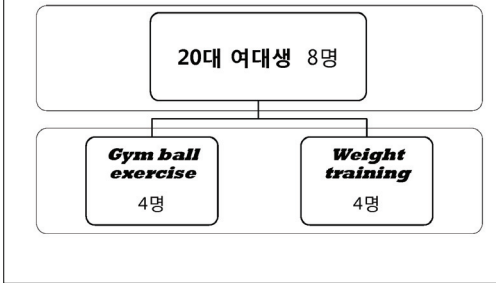 20대 여대생 8명
Gym ball
exercise
4명
Weight
training
4명